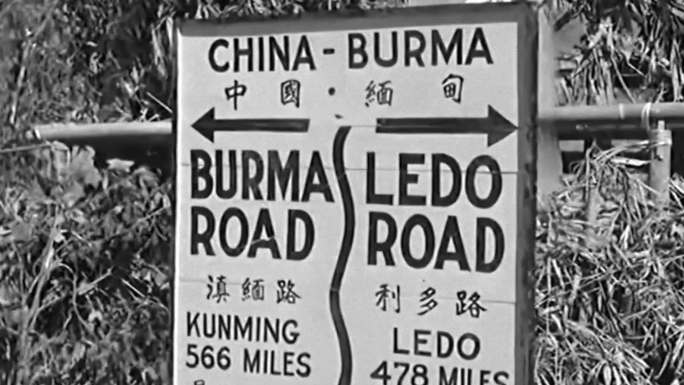 CHINA - BURMA
中國・緬甸
BURMA ROAD
滇緬路
KUNMING
566 MILES
LEDO ROAD
利多路
LEDO
478 MILES